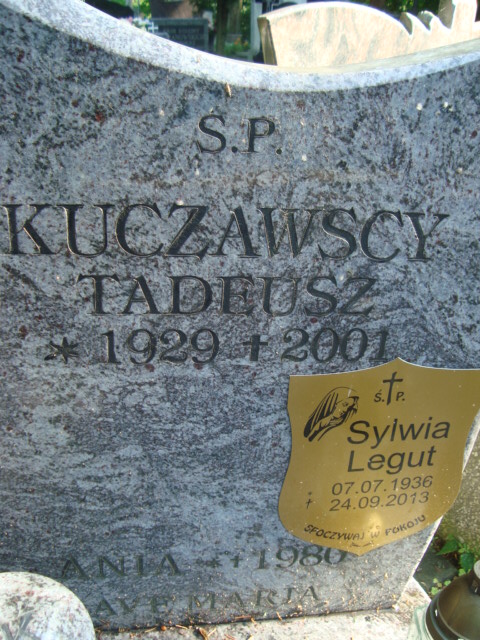 Ś.P.
KUCZAWSCY
TADEUSZ
* 1929 + 2001
Ś. P.
Sylwia
Legut
07.07.1936
† 24.09.2013
SPOCZYWAJ W POKOJU
ANIA *+ 1980
AVE MARIA